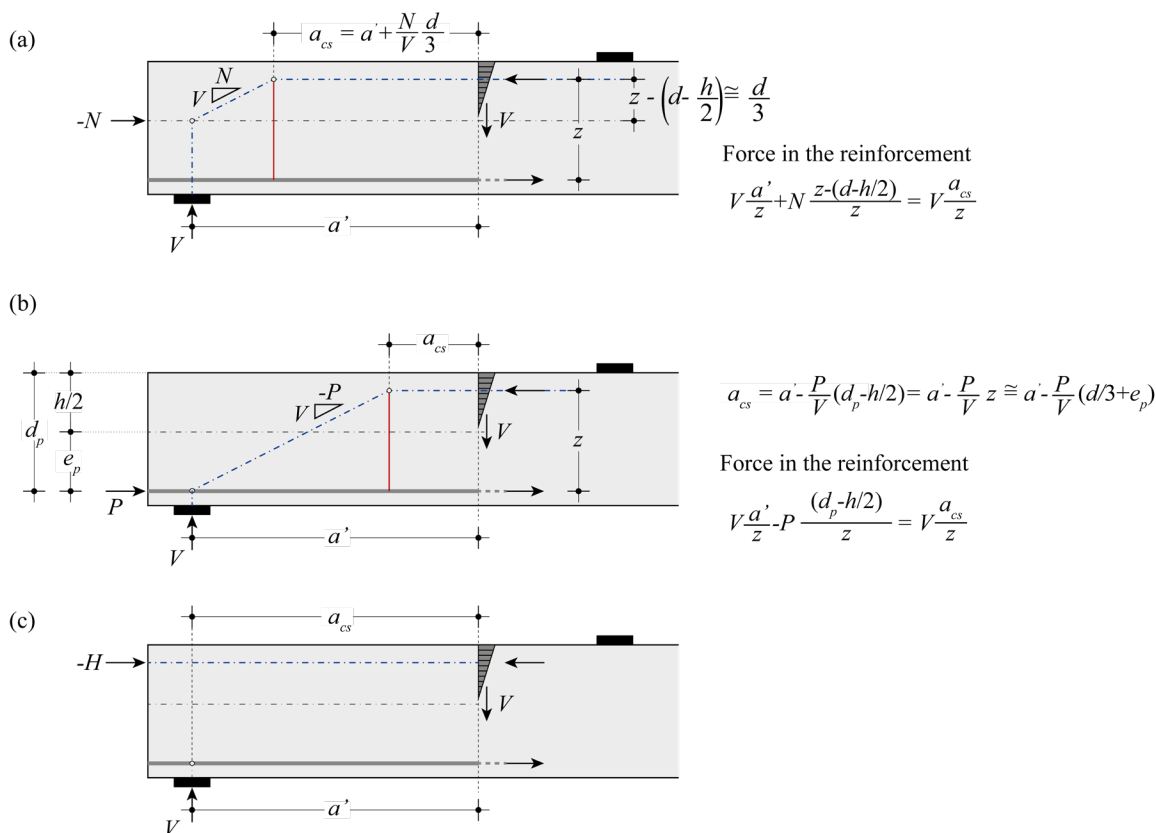 (a)
a_cs = a' + N/V d/3
N
V
-N
V
z
z - (d- h/2) ≅ d/3
V
a'
Force in the reinforcement
V a'/z + N z-(d-h/2)/z = V a_cs/z
(b)
a_cs
h/2
d_p
e_p
-P
V
V
z
P
V
a'
a_cs = a' - P/V (d_p-h/2) = a' - P/V z ≅ a' - P/V (d/3+e_p)
Force in the reinforcement
V a'/z - P (d_p-h/2)/z = V a_cs/z
(c)
a_cs
-H
V
V
a'